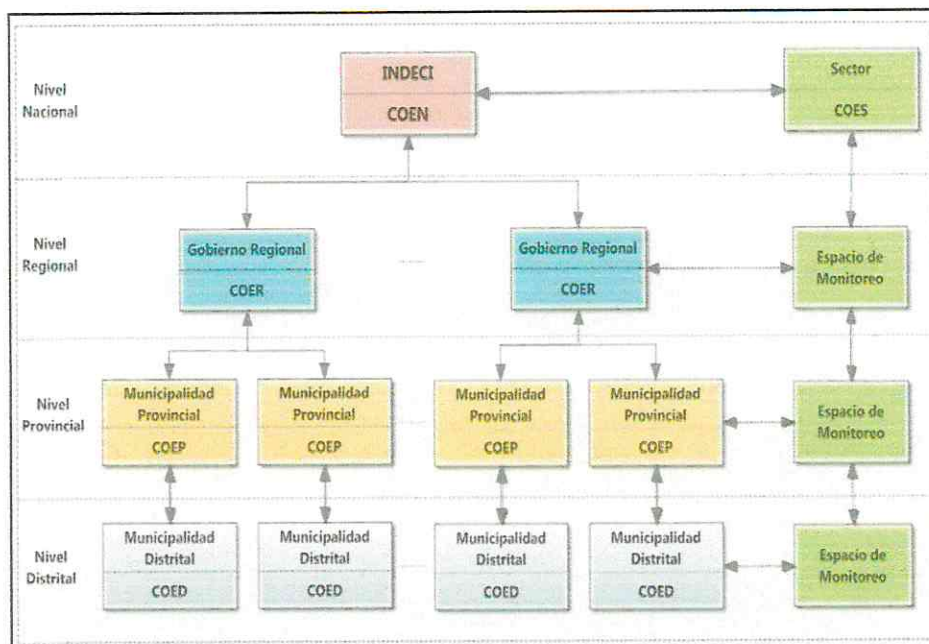 Nivel
Nacional
INDECI
COEN
Sector
COES
Nivel
Regional
Gobierno Regional
COER
Gobierno Regional
COER
Espacio de
Monitoreo
Nivel
Provincial
Municipalidad
Provincial
COEP
Municipalidad
Provincial
COEP
Municipalidad
Provincial
COEP
Municipalidad
Provincial
COEP
Espacio de
Monitoreo
Nivel
Distrital
Municipalidad
Distrital
COED
Municipalidad
Distrital
COED
Municipalidad
Distrital
COED
Municipalidad
Distrital
COED
Espacio de
Monitoreo